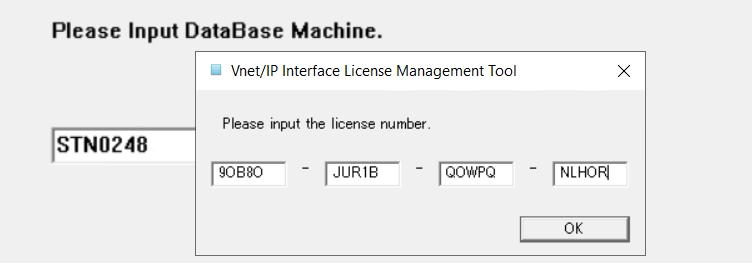 Please Input DataBase Machine.
Vnet/IP Interface License Management Tool
Please input the license number.
STN0248
9OB8O - JUR1B - QOWPQ - NLHOR
OK